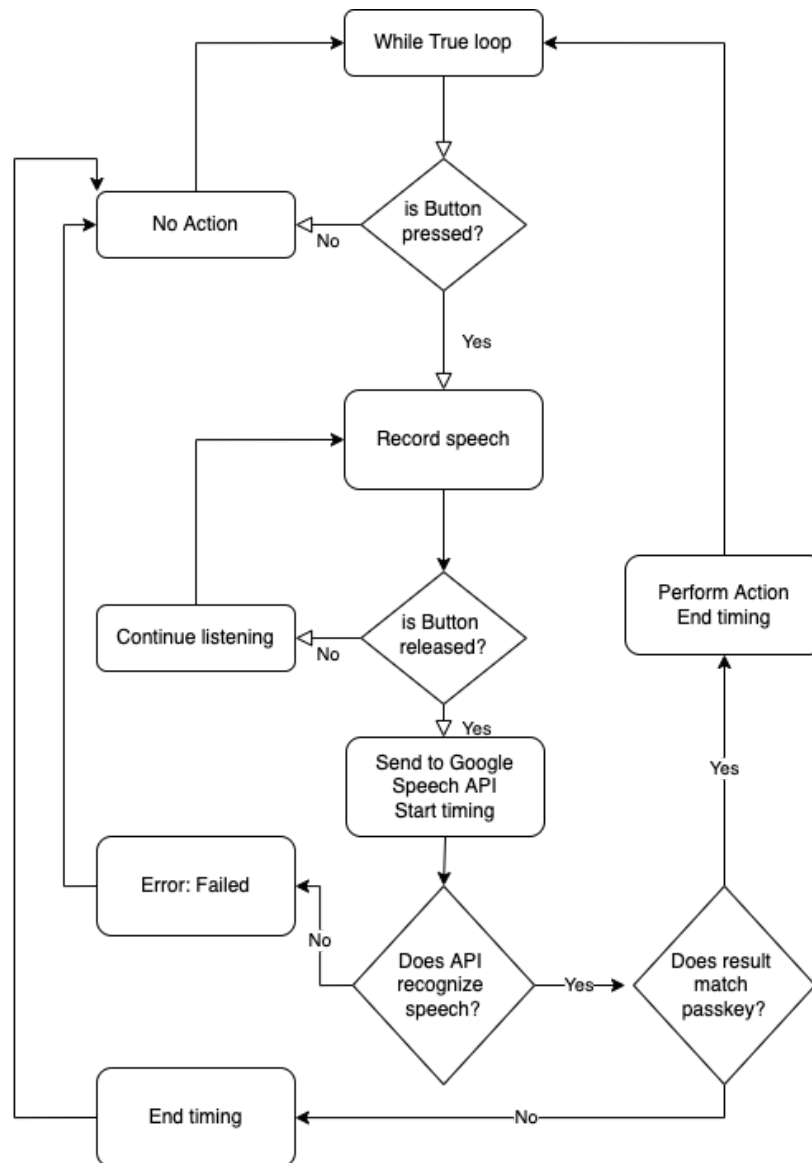 While True loop
is Button
pressed?
No Action
No
Yes
Record speech
is Button
released?
Continue listening
No
Yes
Perform Action
End timing
Send to Google
Speech API
Start timing
Yes
Error: Failed
No
Does API
recognize
speech?
Yes
Does result
match
passkey?
End timing
No